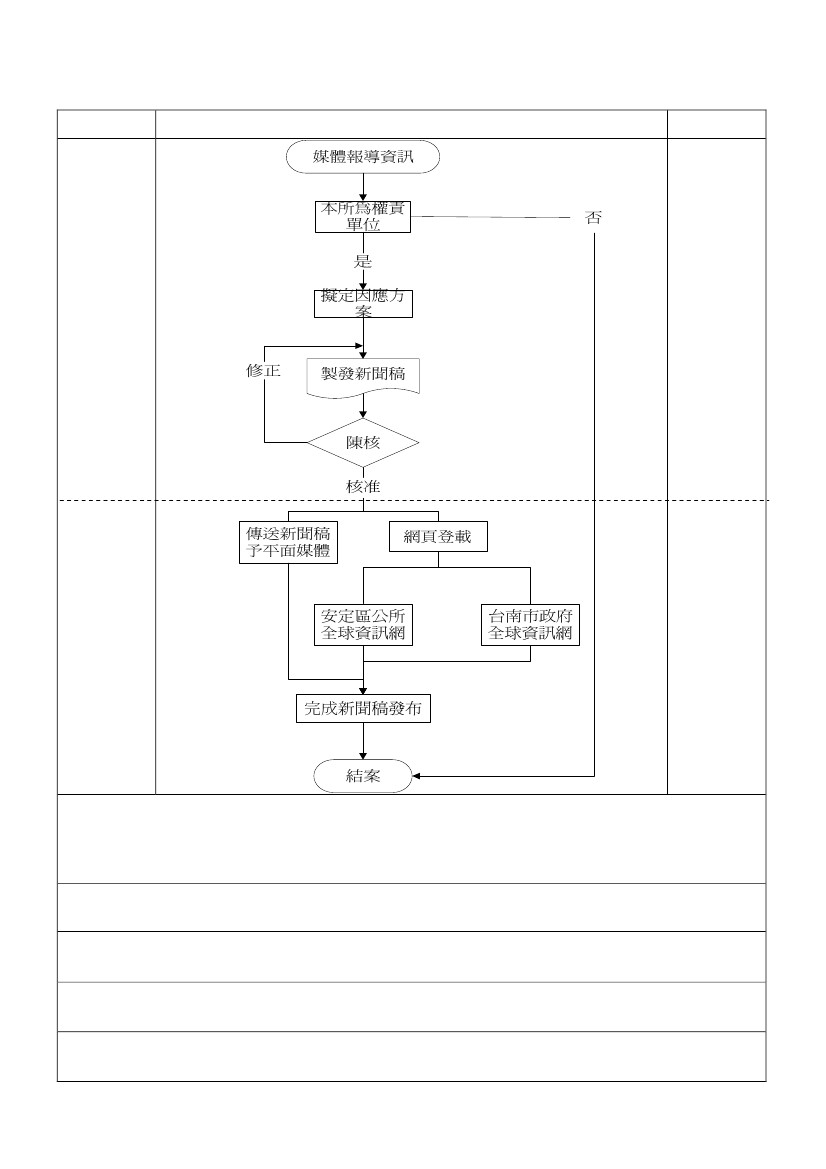 媒體報導資訊
本所為權責
單位
否
是
擬定因應方
案
修正
製發新聞稿
陳核
核准
傳送新聞稿
予平面媒體
網頁登載
安定區公所
全球資訊網
台南市政府
全球資訊網
完成新聞稿發布
結案